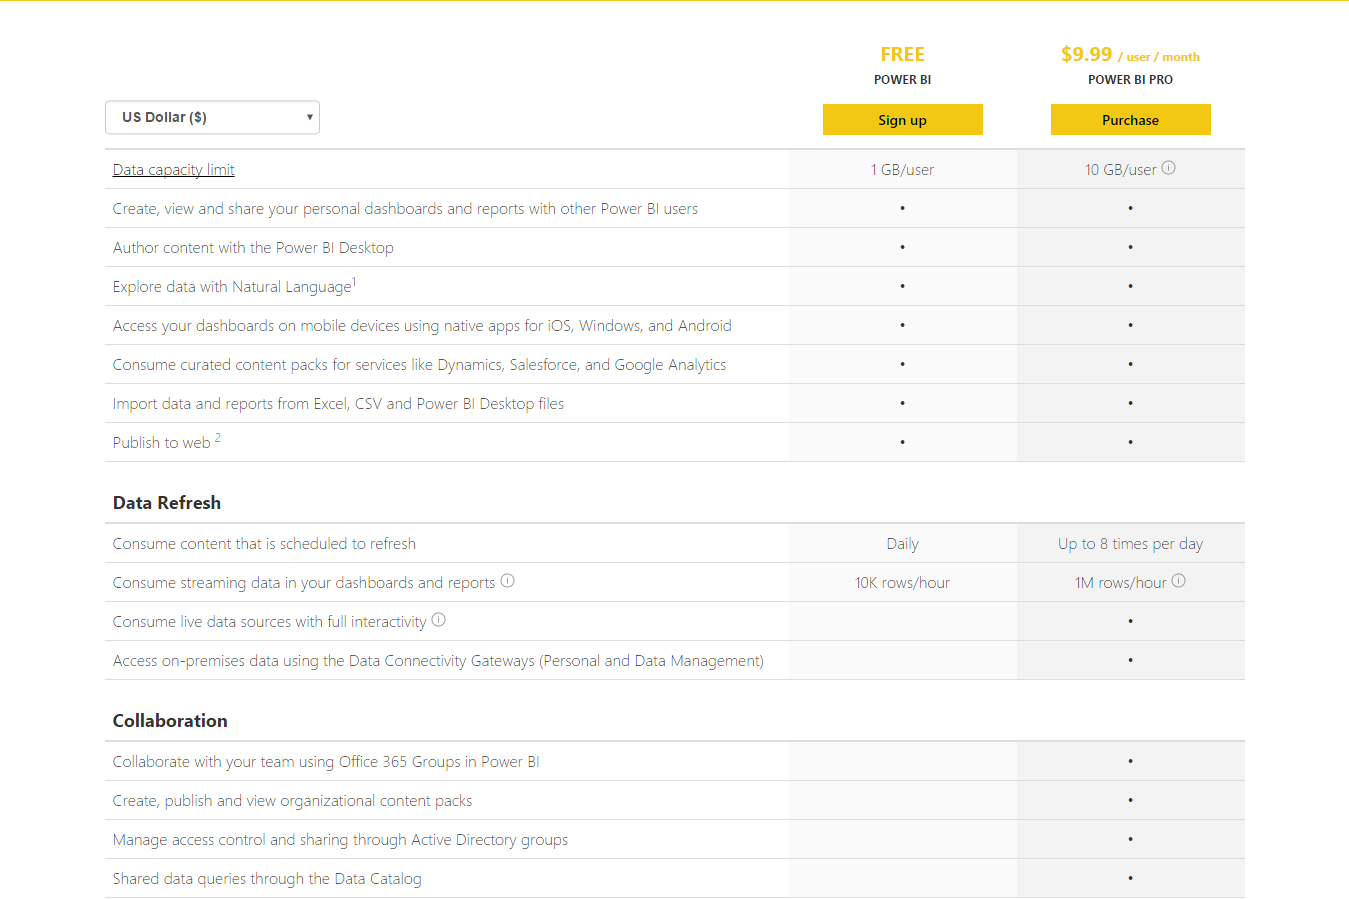 FREE
$9.99 / user / month
POWER BI
POWER BI PRO
US Dollar ($)
Sign up
Purchase
Data capacity limit 1 GB/user 10 GB/user
Create, view and share your personal dashboards and reports with other Power BI users • •
Author content with the Power BI Desktop • •
Explore data with Natural Language1 • •
Access your dashboards on mobile devices using native apps for iOS, Windows, and Android • •
Consume curated content packs for services like Dynamics, Salesforce, and Google Analytics • •
Import data and reports from Excel, CSV and Power BI Desktop files • •
Publish to web 2 • •
Data Refresh
Consume content that is scheduled to refresh Daily Up to 8 times per day
Consume streaming data in your dashboards and reports 10K rows/hour 1M rows/hour
Consume live data sources with full interactivity •
Access on-premises data using the Data Connectivity Gateways (Personal and Data Management) •
Collaboration
Collaborate with your team using Office 365 Groups in Power BI •
Create, publish and view organizational content packs •
Manage access control and sharing through Active Directory groups •
Shared data queries through the Data Catalog •